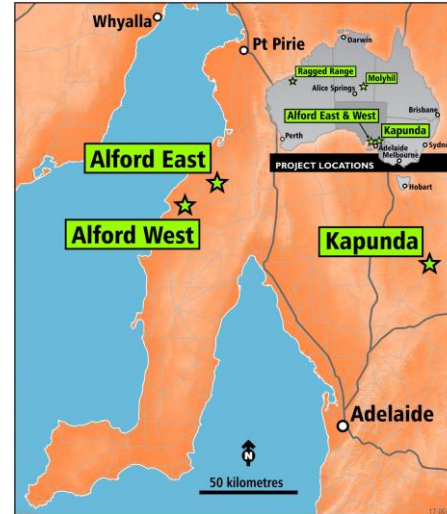 Whyalla
Pt Pirie
Darwin
Ragged Range
Molyhil
Alice Springs
Alford East & West
Brisbane
Kapunda
Perth
Adelaide
Sydney
Melbourne
PROJECT LOCATIONS
Hobart
Alford East
Alford West
Kapunda
Adelaide
N
50 kilometres